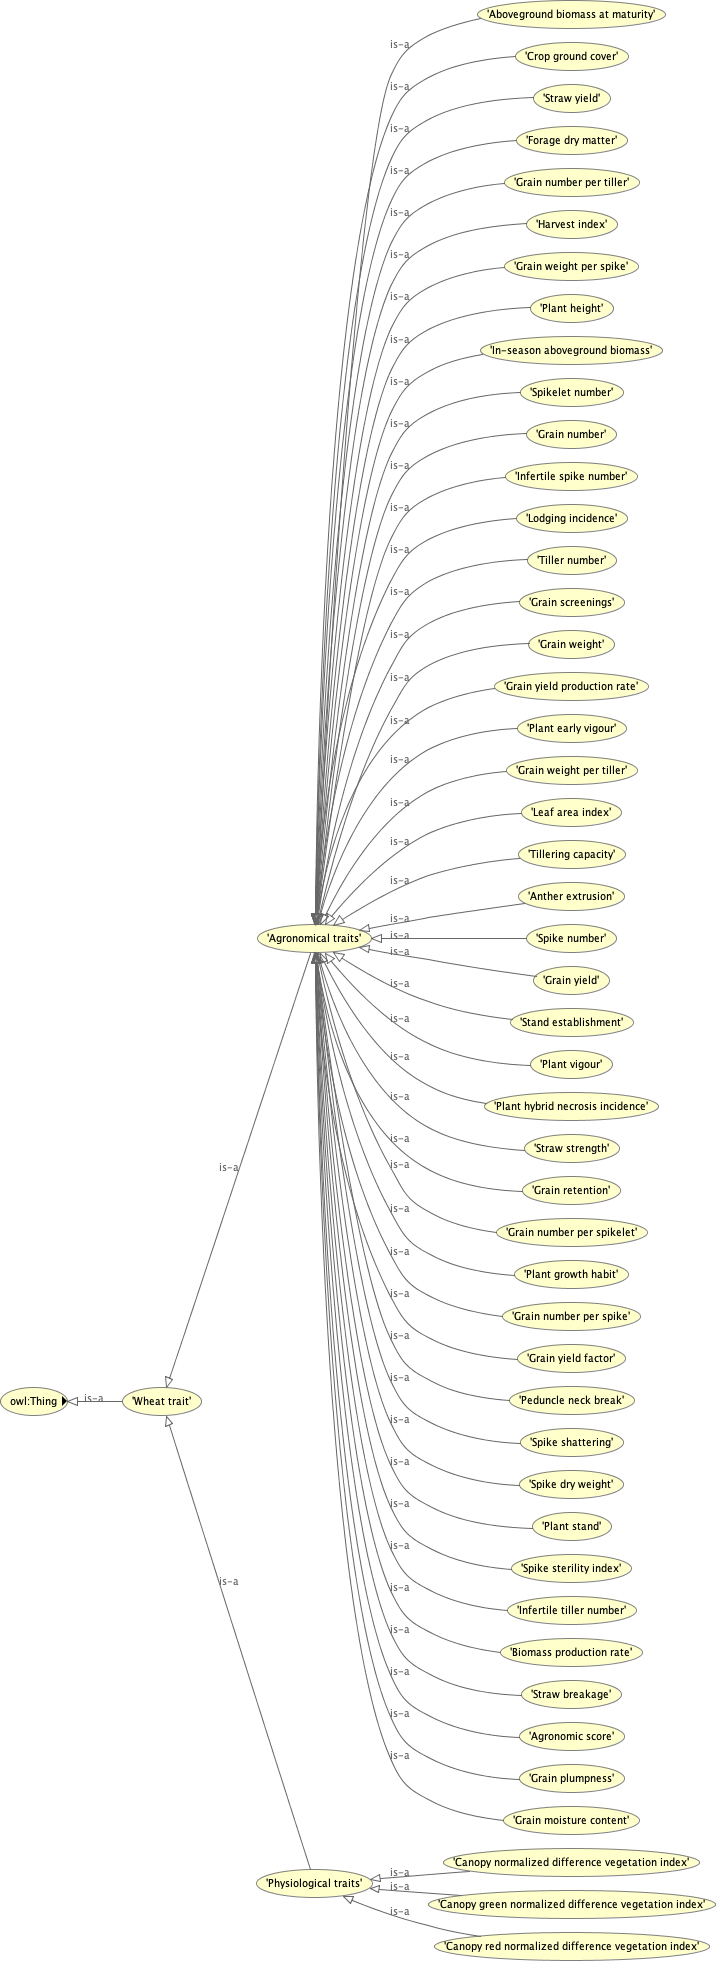 'Aboveground biomass at maturity'
is-a
'Crop ground cover'
is-a
'Straw yield'
is-a
'Forage dry matter'
is-a
'Grain number per tiller'
is-a
'Harvest index'
is-a
'Grain weight per spike'
is-a
'Plant height'
is-a
'In-season aboveground biomass'
is-a
'Spikelet number'
is-a
'Grain number'
is-a
'Infertile spike number'
is-a
'Lodging incidence'
is-a
'Tiller number'
is-a
'Grain screenings'
is-a
'Grain weight'
is-a
'Grain yield production rate'
is-a
'Plant early vigour'
is-a
'Grain weight per tiller'
is-a
'Leaf area index'
is-a
'Tillering capacity'
is-a
'Anther extrusion'
is-a
'Agronomical traits'
is-a
'Spike number'
is-a
'Grain yield'
is-a
'Stand establishment'
is-a
'Plant vigour'
is-a
'Plant hybrid necrosis incidence'
is-a
'Straw strength'
is-a
'Grain retention'
is-a
is-a
'Grain number per spikelet'
is-a
'Plant growth habit'
is-a
'Grain number per spike'
is-a
'Grain yield factor'
is-a
'Peduncle neck break'
owl:Thing
is-a
'Wheat trait'
is-a
'Spike shattering'
is-a
'Spike dry weight'
is-a
'Plant stand'
is-a
'Spike sterility index'
is-a
is-a
'Infertile tiller number'
is-a
'Biomass production rate'
is-a
'Straw breakage'
is-a
'Agronomic score'
is-a
'Grain plumpness'
is-a
'Grain moisture content'
'Canopy normalized difference vegetation index'
is-a
'Physiological traits'
is-a
'Canopy green normalized difference vegetation index'
is-a
'Canopy red normalized difference vegetation index'